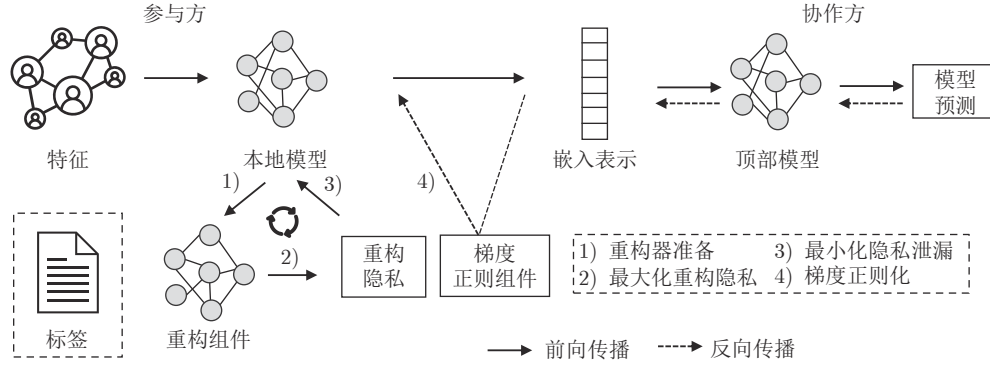 参与方
协作方
模型
预测
特征
本地模型
嵌入表示
顶部模型
1)
3)
4)
2)
重构
隐私
梯度
正则组件
1) 重构器准备
3) 最小化隐私泄漏
2) 最大化重构隐私
4) 梯度正则化
标签
重构组件
前向传播
反向传播